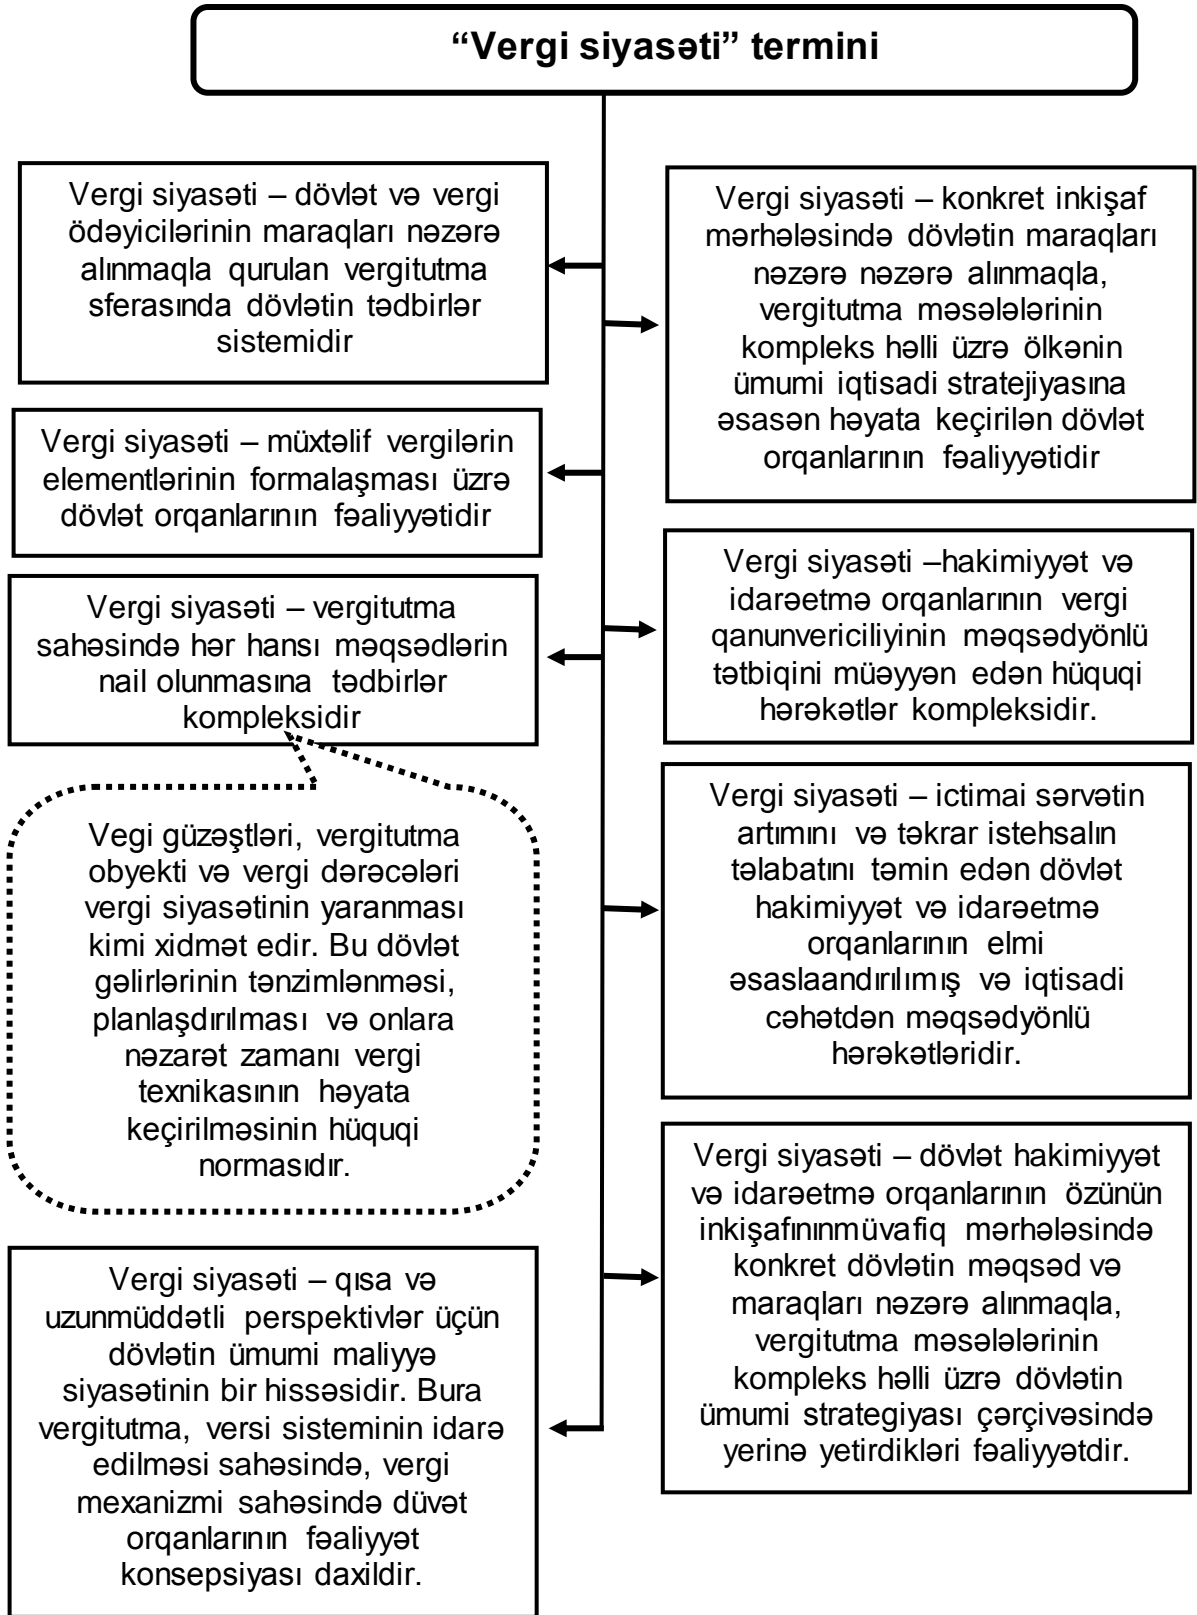 “Vergi siyasəti” termini
Vergi siyasəti – dövlət və vergi
ödəyicilərinin maraqları nəzərə
alınmaqla qurulan vergitutma
sferasında dövlətin tədbirlər
sistemidir
Vergi siyasəti – müxtəlif vergilərin
elementlərinin formalaşması üzrə
dövlət orqanlarının fəaliyyətidir
Vergi siyasəti – vergitutma
sahəsində hər hansı məqsədlərin
nail olunmasına tədbirlər
kompleksidir
Vegi güzəştləri, vergitutma
obyekti və vergi dərəcələri
vergi siyasətinin yaranması
kimi xidmət edir. Bu dövlət
gəlirlərinin tənzimlənməsi,
planlaşdırılması və onlara
nəzarət zamanı vergi
texnikasının həyata
keçirilməsinin hüquqi
normasıdır.
Vergi siyasəti – qısa və
uzunmüddətli perspektivlər üçün
dövlətin ümumi maliyyə
siyasətinin bir hissəsidir. Bura
vergitutma, versi sisteminin idarə
edilməsi sahəsində, vergi
mexanizmi sahəsində düvət
orqanlarının fəaliyyət
konsepsiyası daxildir.
Vergi siyasəti – konkret inkişaf
mərhələsində dövlətin maraqları
nəzərə nəzərə alınmaqla,
vergitutma məsələlərinin
kompleks həlli üzrə ölkənin
ümumi iqtisadi stratejiyasına
əsasən həyata keçirilən dövlət
orqanlarının fəaliyyətidir
Vergi siyasəti –hakimiyyət və
idarəetmə orqanlarının vergi
qanunvericiliyinin məqsədyönlü
tətbiqini müəyyən edən hüquqi
hərəkətlər kompleksidir.
Vergi siyasəti – ictimai sərvətin
artımını və təkrar istehsalın
təlabatını təmin edən dövlət
hakimiyyət və idarəetmə
orqanlarının elmi
əsaslaandırılımış və iqtisadi
cəhətdən məqsədyönlü
hərəkətləridir.
Vergi siyasəti – dövlət hakimiyyət
və idarəetmə orqanlarının özünün
inkişafınınmüvafiq mərhələsində
konkret dövlətin məqsəd və
maraqları nəzərə alınmaqla,
vergitutma məsələlərinin
kompleks həlli üzrə dövlətin
ümumi strategiyası çərçivəsində
yerinə yetirdikləri fəaliyyətdir.